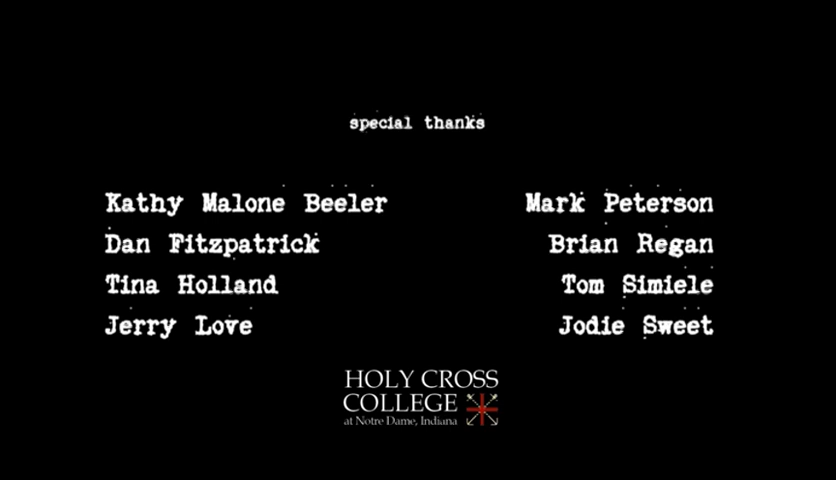 special thanks
Kathy Malone Beeler
Dan Fitzpatrick
Tina Holland
Jerry Love
Mark Peterson
Brian Regan
Tom Simiele
Jodie Sweet
HOLY CROSS
COLLEGE
at Notre Dame, Indiana